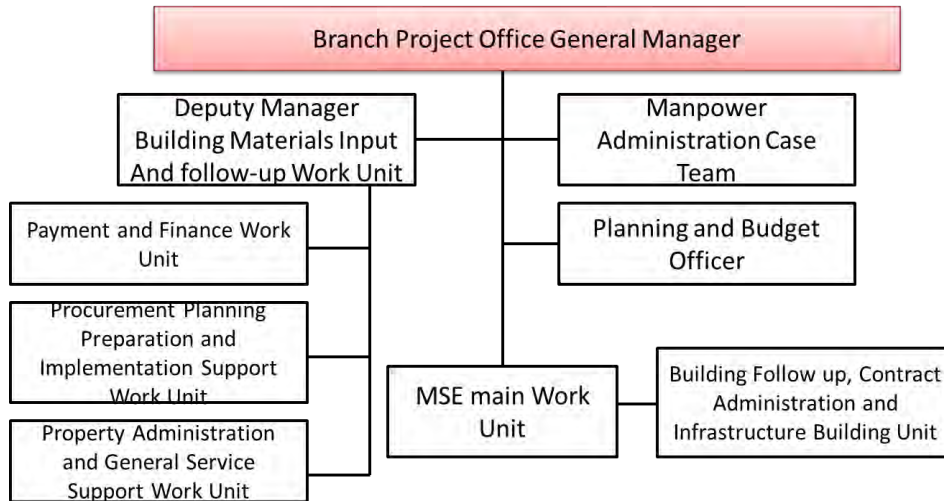 Branch Project Office General Manager
Deputy Manager
Building Materials Input
And follow-up Work Unit
Manpower
Administration Case
Team
Payment and Finance Work
Unit
Planning and Budget
Officer
Procurement Planning
Preparation and
Implementation Support
Work Unit
MSE main Work
Unit
Building Follow up, Contract
Administration and
Infrastructure Building Unit
Property Administration
and General Service
Support Work Unit